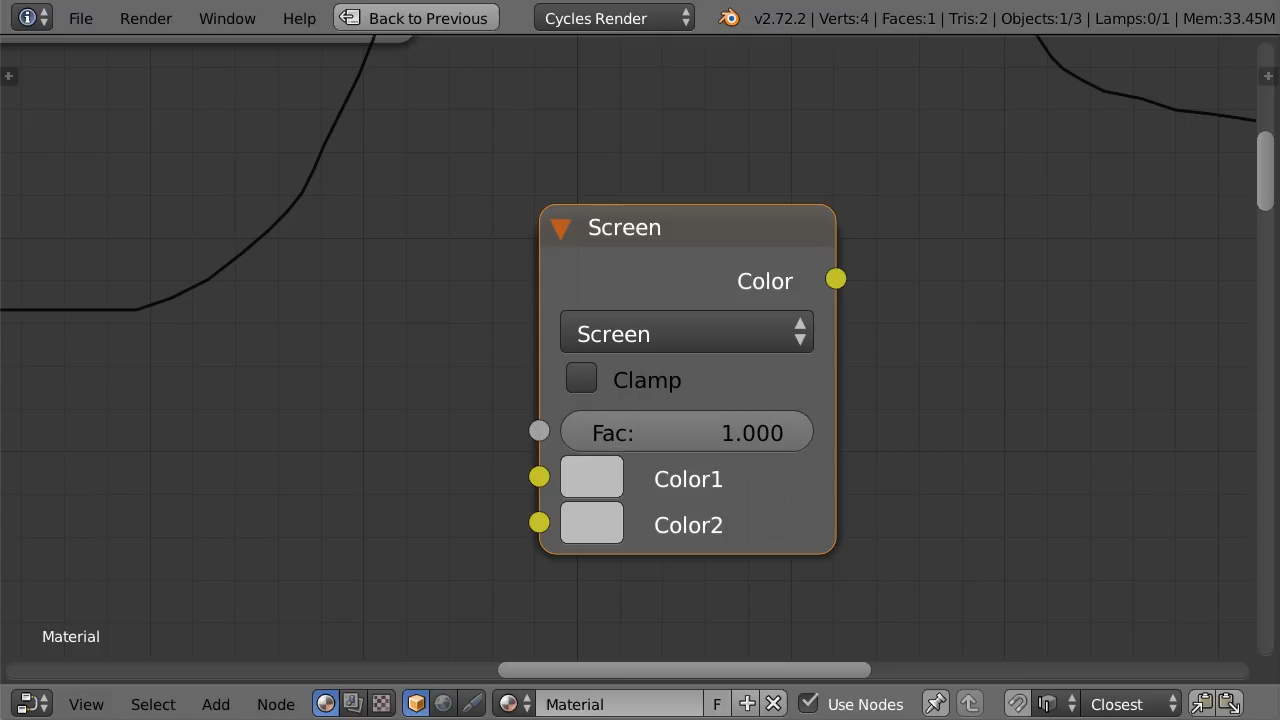 File Render Window Help Back to Previous Cycles Render v2.72.2 | Verts:4 | Faces:1 | Tris:2 | Objects:1/3 | Lamps:0/1 | Mem:33.45M
Screen
Color
Screen
Clamp
Fac: 1.000
Color1
Color2
Material
View Select Add Node Material F Use Nodes Closest